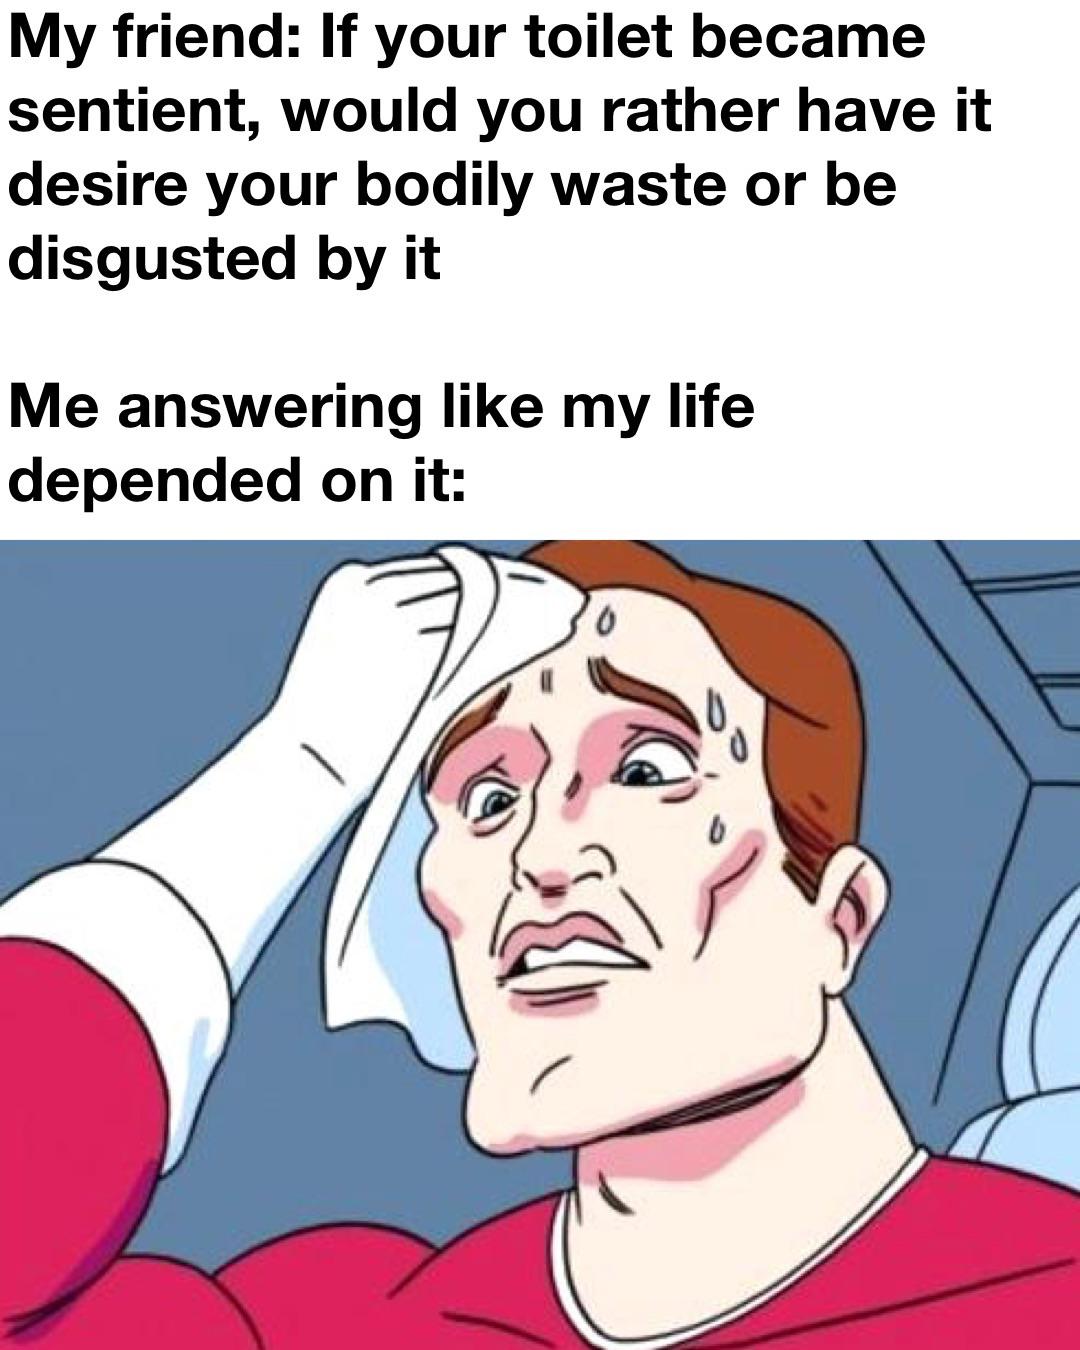 My friend: If your toilet became
sentient, would you rather have it
desire your bodily waste or be
disgusted by it
Me answering like my life
depended on it: